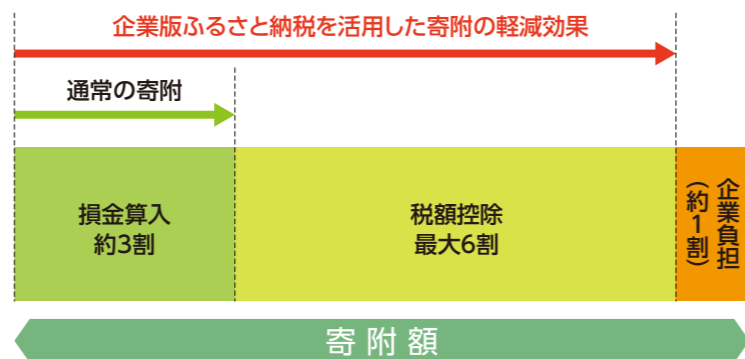 企業版ふるさと納税を活用した寄附の軽減効果
通常の寄附
損金算入
約3割
税額控除
最大6割
企業負担
(約1割)
寄附額